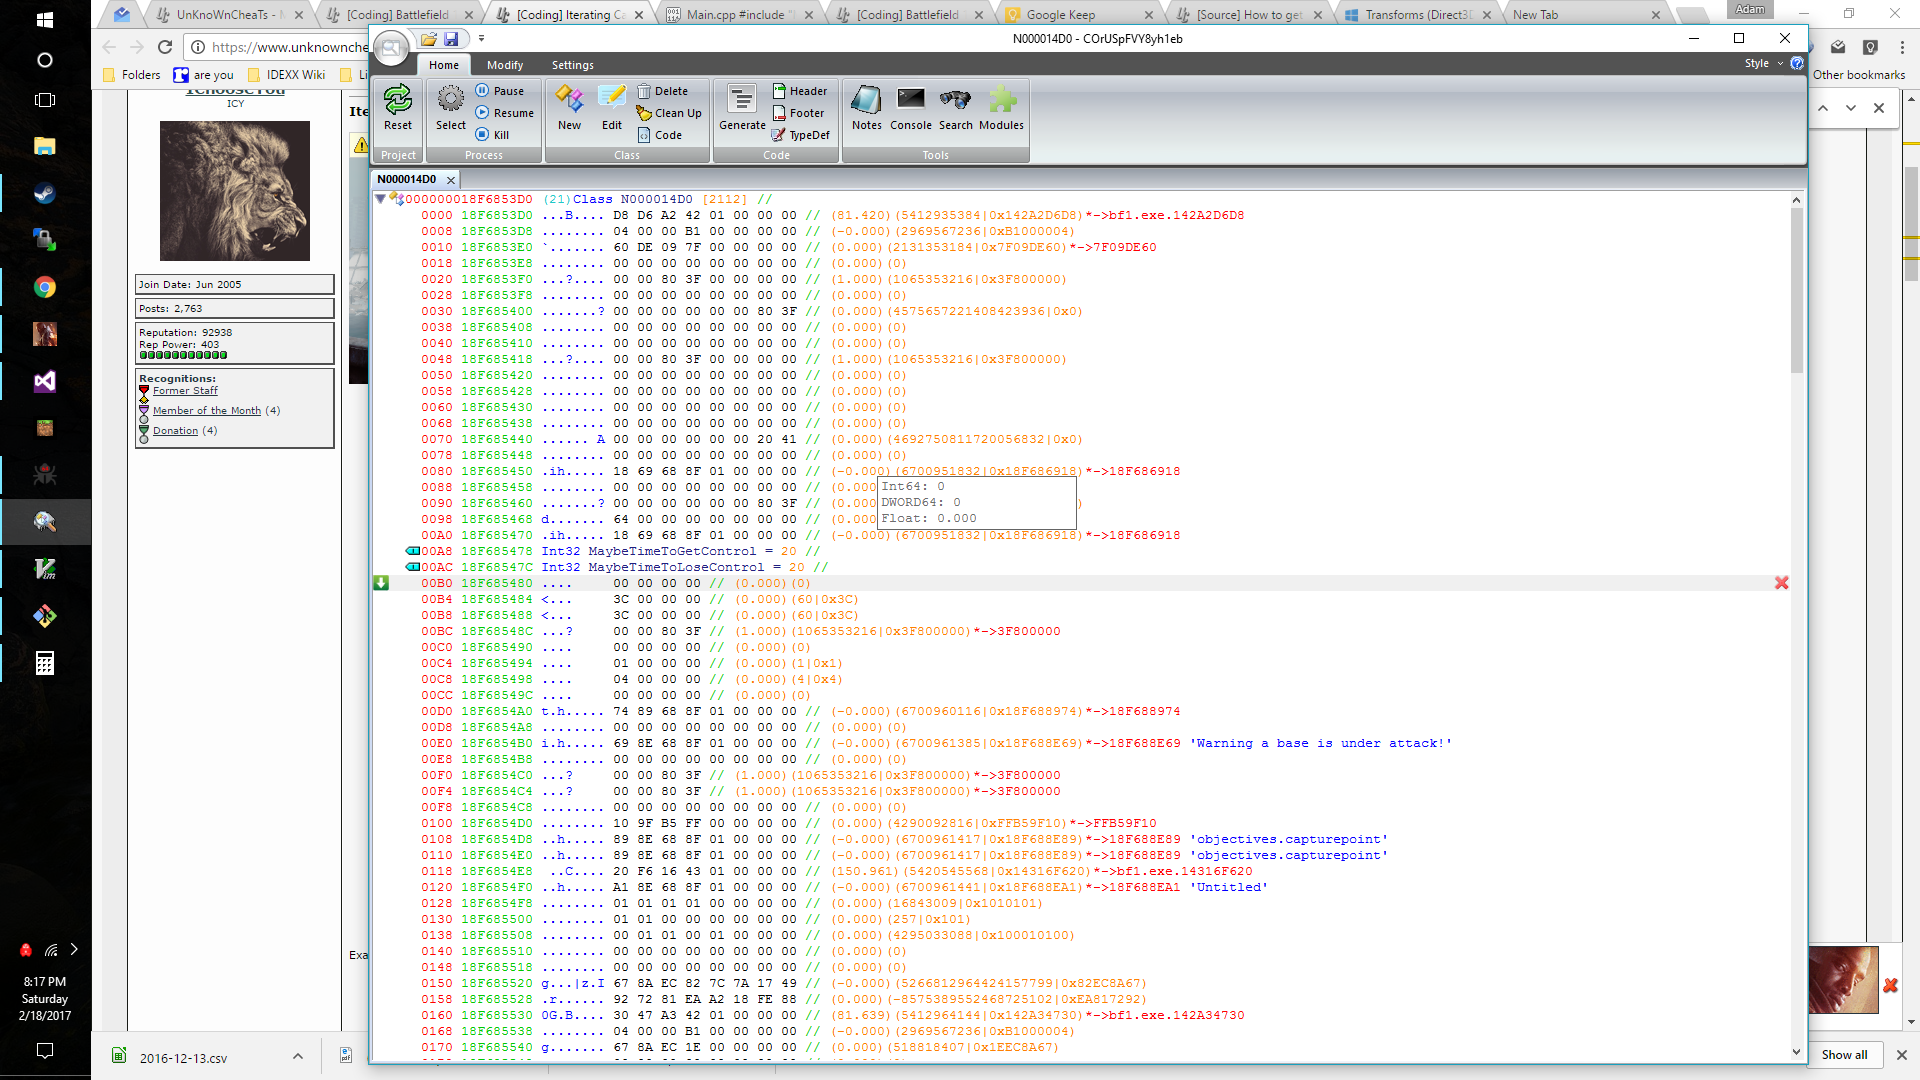 UnKnoWnCheaTs - M
[Coding] Battlefield
[Coding] Iterating Ca
Main.cpp #include "
[Coding] Battlefield
Google Keep
[Source] How to get
Transforms (Direct3D
New Tab
Adam
https://www.unknownche
N000014D0 - COrUSpFVY8yh1eb
Folders
are you
IDEXX Wiki
Li
Other bookmarks
Home Modify Settings
Style
Reset
Project
Select
Pause
Resume
Kill
Process
New
Edit
Delete
Clean Up
Code
Class
Generate
Header
Footer
TypeDef
Code
Notes
Console
Search
Modules
Tools
IChooseYou
ICY
Join Date: Jun 2005
Posts: 2,763
Reputation: 92938
Rep Power: 403
Recognitions:
Former Staff
Member of the Month (4)
Donation (4)
Ite
Exa
N000014D0
000000018F6853D0 (21)Class N000014D0 [2112] //
0000 18F6853D0 ...B.... D8 D6 A2 42 01 00 00 00 // (81.420)(5412935384|0x142A2D6D8)*->bf1.exe.142A2D6D8
0008 18F6853D8 ........ 04 00 00 B1 00 00 00 00 // (-0.000)(2969567236|0xB1000004)
0010 18F6853E0 `....... 60 DE 09 7F 00 00 00 00 // (0.000)(2131353184|0x7F09DE60)*->7F09DE60
0018 18F6853E8 ........ 00 00 00 00 00 00 00 00 // (0.000)(0)
0020 18F6853F0 ...?.... 00 00 80 3F 00 00 00 00 // (1.000)(1065353216|0x3F800000)
0028 18F6853F8 ........ 00 00 00 00 00 00 00 00 // (0.000)(0)
0030 18F685400 .......? 00 00 00 00 00 00 80 3F // (0.000)(4575657221408423936|0x0)
0038 18F685408 ........ 00 00 00 00 00 00 00 00 // (0.000)(0)
0040 18F685410 ........ 00 00 00 00 00 00 00 00 // (0.000)(0)
0048 18F685418 ...?.... 00 00 80 3F 00 00 00 00 // (1.000)(1065353216|0x3F800000)
0050 18F685420 ........ 00 00 00 00 00 00 00 00 // (0.000)(0)
0058 18F685428 ........ 00 00 00 00 00 00 00 00 // (0.000)(0)
0060 18F685430 ........ 00 00 00 00 00 00 00 00 // (0.000)(0)
0068 18F685438 ........ 00 00 00 00 00 00 00 00 // (0.000)(0)
0070 18F685440 ...... A 00 00 00 00 00 00 20 41 // (0.000)(4692750811720056832|0x0)
0078 18F685448 ........ 00 00 00 00 00 00 00 00 // (0.000)(0)
0080 18F685450 .ih..... 18 69 68 8F 01 00 00 00 // (-0.000)(6700951832|0x18F686918)*->18F686918
0088 18F685458 ........ 00 00 00 00 00 00 00 00 // (0.000
0090 18F685460 .......? 00 00 00 00 00 00 80 3F // (0.000 )
0098 18F685468 d....... 64 00 00 00 00 00 00 00 // (0.000
Int64: 0
DWORD64: 0
Float: 0.000
00A0 18F685470 .ih..... 18 69 68 8F 01 00 00 00 // (-0.000)(6700951832|0x18F686918)*->18F686918
00A8 18F685478 Int32 MaybeTimeToGetControl = 20 //
00AC 18F68547C Int32 MaybeTimeToLoseControl = 20 //
00B0 18F685480 .... 00 00 00 00 // (0.000)(0)
00B4 18F685484 <... 3C 00 00 00 // (0.000)(60|0x3C)
00B8 18F685488 <... 3C 00 00 00 // (0.000)(60|0x3C)
00BC 18F68548C ...? 00 00 80 3F // (1.000)(1065353216|0x3F800000)*->3F800000
00C0 18F685490 .... 00 00 00 00 // (0.000)(0)
00C4 18F685494 .... 01 00 00 00 // (0.000)(1|0x1)
00C8 18F685498 .... 04 00 00 00 // (0.000)(4|0x4)
00CC 18F68549C .... 00 00 00 00 // (0.000)(0)
00D0 18F6854A0 t.h..... 74 89 68 8F 01 00 00 00 // (-0.000)(6700960116|0x18F688974)*->18F688974
00D8 18F6854A8 ........ 00 00 00 00 00 00 00 00 // (0.000)(0)
00E0 18F6854B0 i.h..... 69 8E 68 8F 01 00 00 00 // (-0.000)(6700961385|0x18F688E69)*->18F688E69 'Warning a base is under attack!'
00E8 18F6854B8 ........ 00 00 00 00 00 00 00 00 // (0.000)(0)
00F0 18F6854C0 ...? 00 00 80 3F // (1.000)(1065353216|0x3F800000)*->3F800000
00F4 18F6854C4 ...? 00 00 80 3F // (1.000)(1065353216|0x3F800000)*->3F800000
00F8 18F6854C8 ........ 00 00 00 00 00 00 00 00 // (0.000)(0)
0100 18F6854D0 ........ 10 9F B5 FF 00 00 00 00 // (0.000)(4290092816|0xFFB59F10)*->FFB59F10
0108 18F6854D8 ..h..... 89 8E 68 8F 01 00 00 00 // (-0.000)(6700961417|0x18F688E89)*->18F688E89 'objectives.capturepoint'
0110 18F6854E0 ..h..... 89 8E 68 8F 01 00 00 00 // (-0.000)(6700961417|0x18F688E89)*->18F688E89 'objectives.capturepoint'
0118 18F6854E8  ..C.... 20 F6 16 43 01 00 00 00 // (150.961)(5420545568|0x14316F620)*->bf1.exe.14316F620
0120 18F6854F0 ..h..... A1 8E 68 8F 01 00 00 00 // (-0.000)(6700961441|0x18F688EA1)*->18F688EA1 'Untitled'
0128 18F6854F8 ........ 01 01 01 01 00 00 00 00 // (0.000)(16843009|0x1010101)
0130 18F685500 ........ 01 01 00 00 00 00 00 00 // (0.000)(257|0x101)
0138 18F685508 ........ 00 01 01 00 01 00 00 00 // (0.000)(4295033088|0x100010100)
0140 18F685510 ........ 00 00 00 00 00 00 00 00 // (0.000)(0)
0148 18F685518 ........ 00 00 00 00 00 00 00 00 // (0.000)(0)
0150 18F685520 g...|z.I 67 8A EC 82 7C 7A 17 49 // (-0.000)(5266812964424157799|0x82EC8A67)
0158 18F685528 .r...... 92 72 81 EA A2 18 FE 88 // (0.000)(-8575389552468725102|0xEA817292)
0160 18F685530 0G.B.... 30 47 A3 42 01 00 00 00 // (81.639)(5412964144|0x142A34730)*->bf1.exe.142A34730
0168 18F685538 ........ 04 00 00 B1 00 00 00 00 // (-0.000)(2969567236|0xB1000004)
0170 18F685540 g....... 67 8A EC 1E 00 00 00 00 // (0.000)(518818407|0x1EEC8A67)
8:17 PM
Saturday
2/18/2017
2016-12-13.csv
Show all